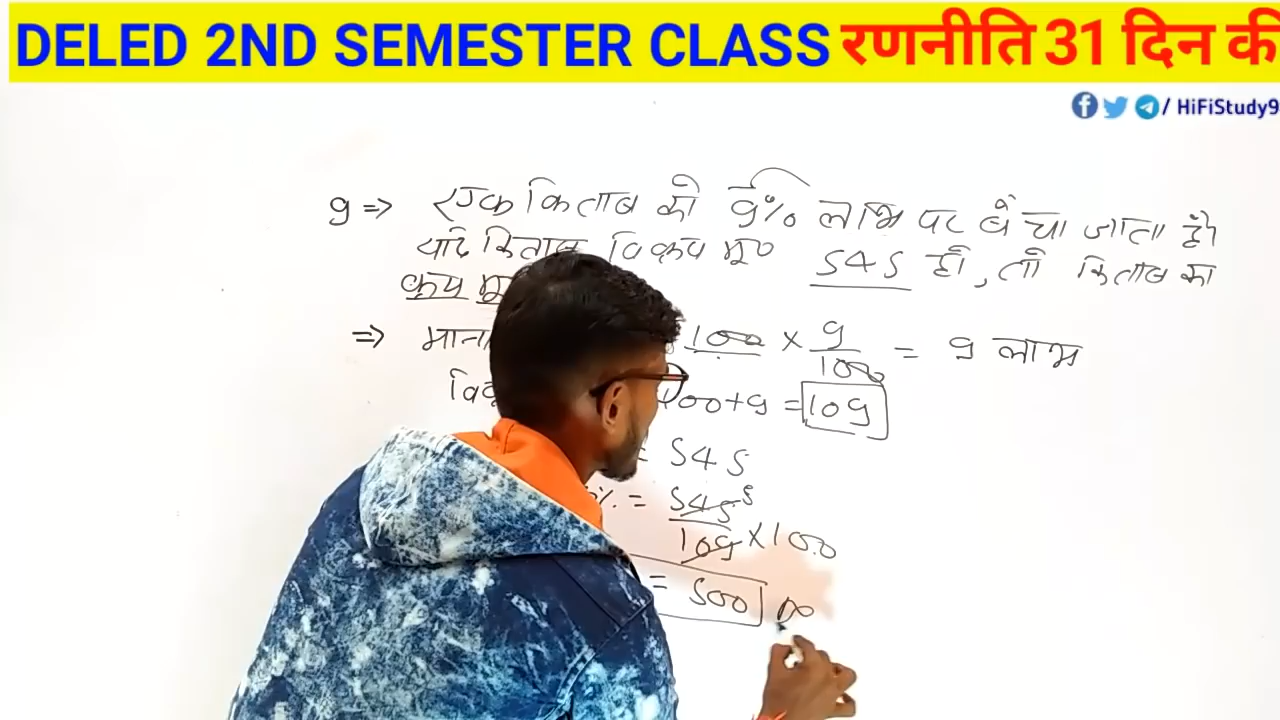 DELED 2ND SEMESTER CLASS रणनीति 31 दिन की
/ HiFiStudy9
9 ⇒ एक किताब को 9% लाभ पर बेचा जाता है।
यदि किताब विक्रय मू० 545 हो, तो किताब का
क्रय मू
⇒ माना 100 × 9/100 = 9 लाभ
विक्र 100+9 = 109
= 545
% = 545/109 5 × 100
= 500